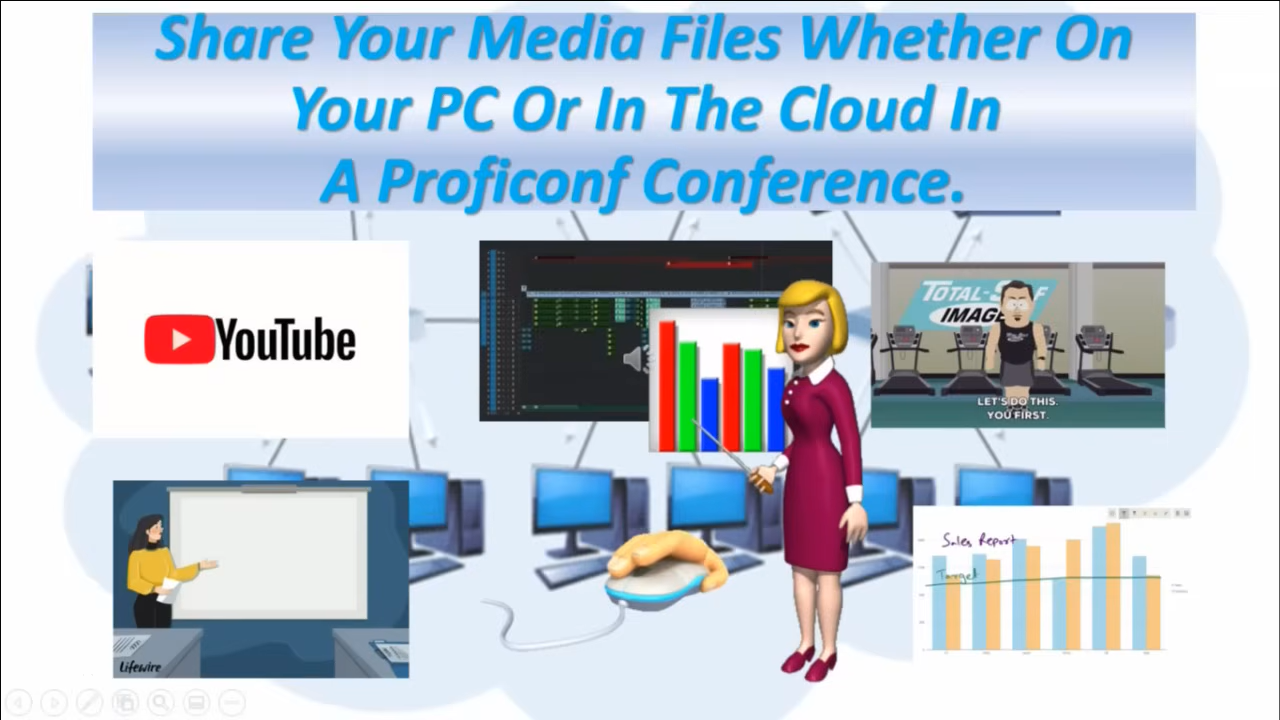 Share Your Media Files Whether On
Your PC Or In The Cloud In
A Proficonf Conference.
YouTube
TOTAL-S
F
IMAGE
LET'S DO THIS.
YOU FIRST.
Sales Report
Target
Lifewire